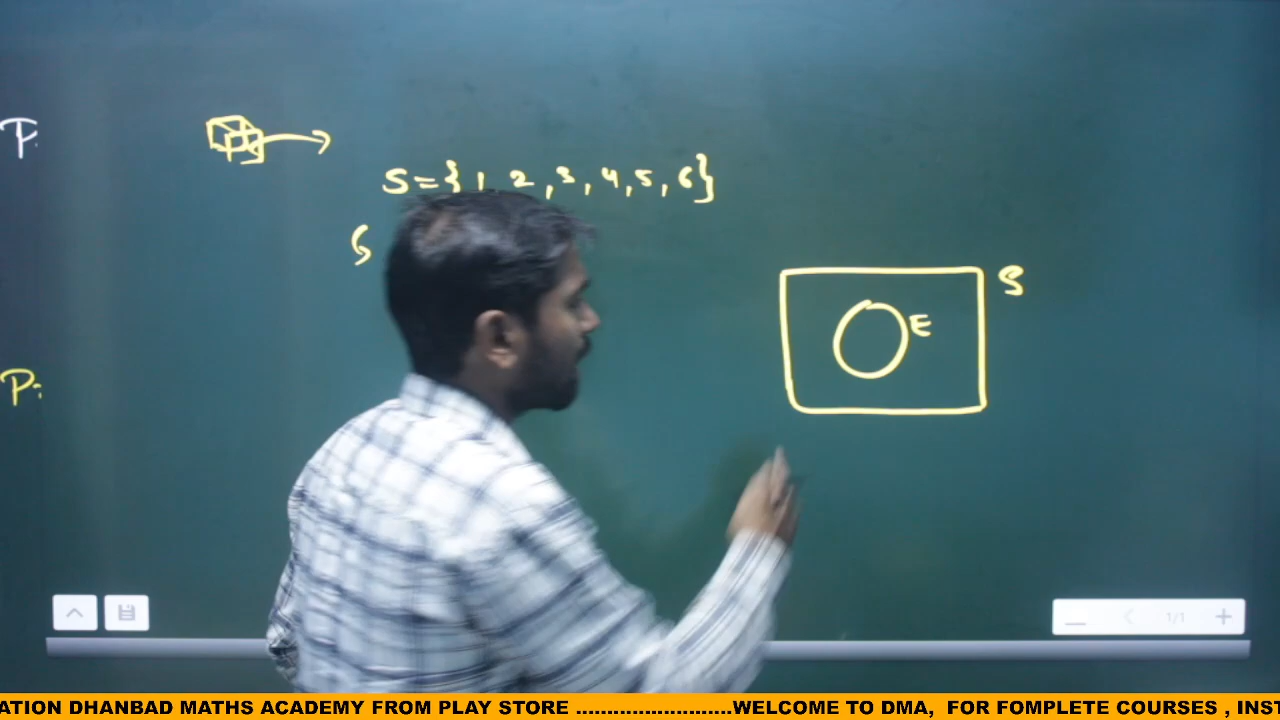 P:
S={1, 2, 3, 4, 5, 6}
S
S
E
P:
1/1
ATION DHANBAD MATHS ACADEMY FROM PLAY STORE ........................WELCOME TO DMA, FOR FOMPLETE COURSES , INST